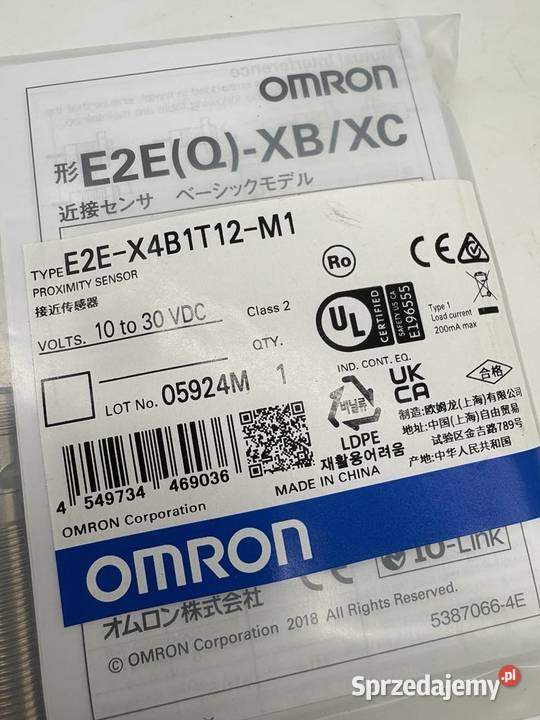 OMRON
形E2E(Q)-XB/XC
近接センサ ベーシックモデル
TYPE E2E-X4B1T12-M1
PROXIMITY SENSOR
接近传感器
VOLTS. 10 to 30 VDC
Class 2
QTY.
LOT No. 05924M 1
Ro
CE
UL
CERTIFIED
SAFETY US CA
E196555
Type 1
Load current
200mA max
IND. CONT. EQ.
비닐류
LDPE
재활용어려움
UK
CA
合格
制造:欧姆龙(上海)有限公司
地址:中国(上海)自由贸易
试验区金吉路789号
产地:中华人民共和国
MADE IN CHINA
4 549734 469036
OMRON Corporation
OMRON
IO-Link
オムロン株式会社
© OMRON Corporation 2018 All Rights Reserved.
5387066-4E
Sprzedajemy.pl